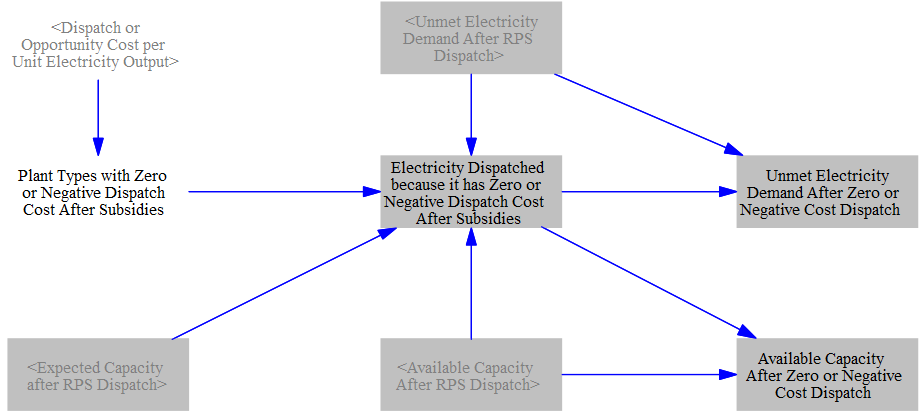 <Dispatch or
Opportunity Cost per
Unit Electricity Output>
<Unmet Electricity
Demand After RPS
Dispatch>
Plant Types with Zero
or Negative Dispatch
Cost After Subsidies
Electricity Dispatched
because it has Zero or
Negative Dispatch Cost
After Subsidies
Unmet Electricity
Demand After Zero or
Negative Cost Dispatch
<Expected Capacity
after RPS Dispatch>
<Available Capacity
After RPS Dispatch>
Available Capacity
After Zero or Negative
Cost Dispatch